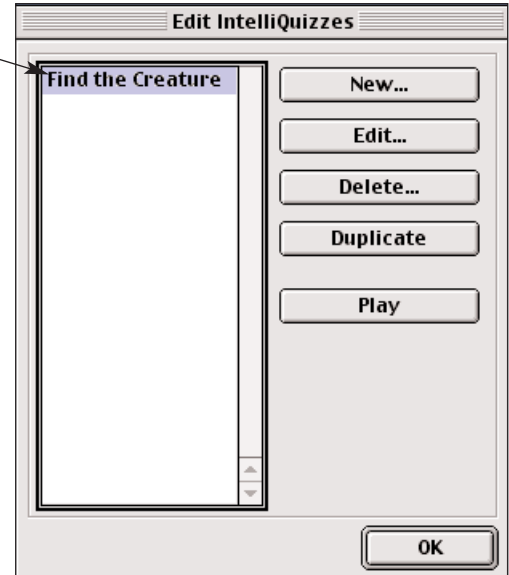 Edit IntelliQuizzes
Find the Creature
New...
Edit...
Delete...
Duplicate
Play
OK